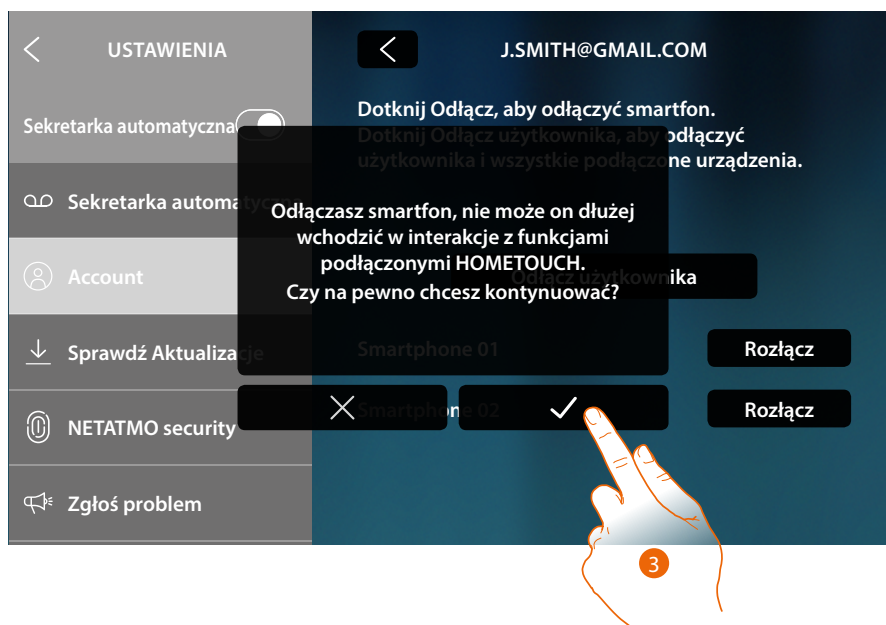 USTAWIENIA
Sekretarka automatyczna
Sekretarka automatyczna
Account
Sprawdź Aktualizacje
NETATMO security
Zgłoś problem
J.SMITH@GMAIL.COM
Dotknij Odłącz, aby odłączyć smartfon.
Dotknij Odłącz użytkownika, aby odłączyć
użytkownika i wszystkie podłączone urządzenia.
Odłącz użytkownika
Smartphone 01
Rozłącz
Smartphone 02
Rozłącz
Odłączasz smartfon, nie może on dłużej
wchodzić w interakcje z funkcjami
podłączonymi HOMETOUCH.
Czy na pewno chcesz kontynuować?
3